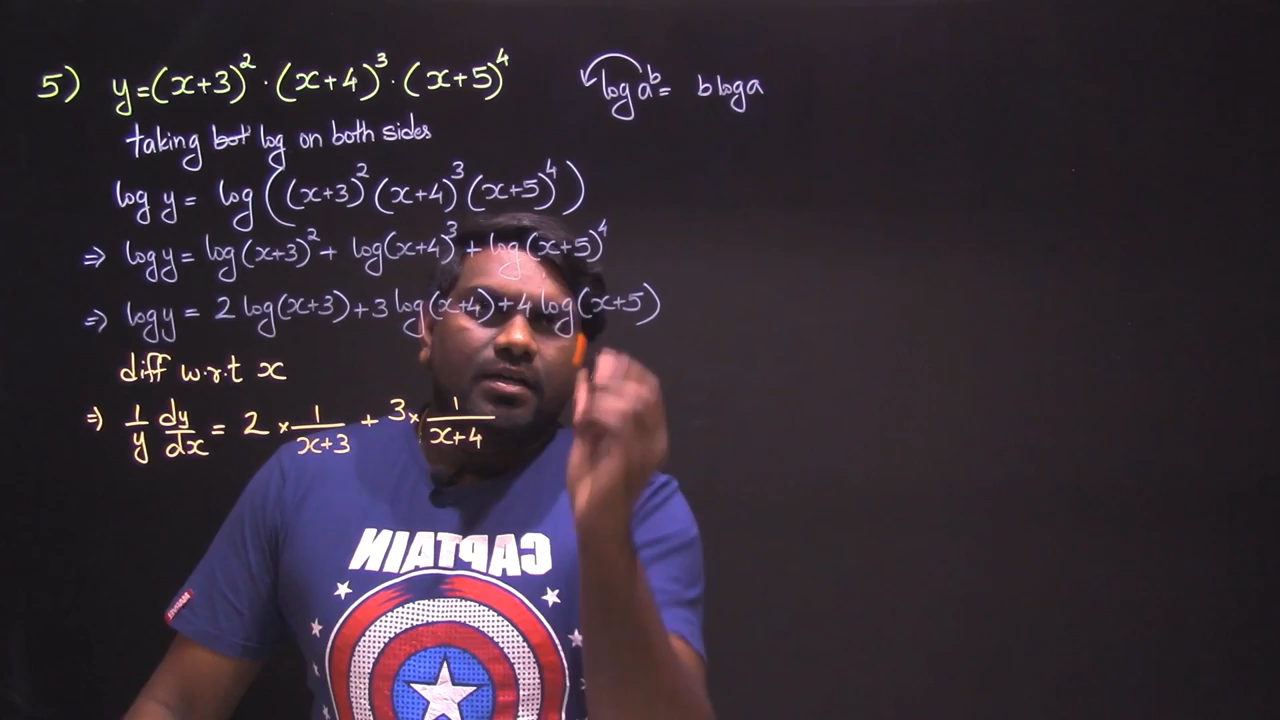 5) y=(x+3)² · (x+4)³ · (x+5)⁴
log aᵇ = b log a
taking bot log on both sides
log y = log((x+3)²(x+4)³(x+5)⁴)
⇒ log y = log(x+3)² + log(x+4)³ + log(x+5)⁴
⇒ log y = 2 log(x+3) + 3 log(x+4) + 4 log(x+5)
diff w.r.t x
⇒ 1/y dy/dx = 2 × 1/(x+3) + 3 × 1/(x+4)
CAPTAIN